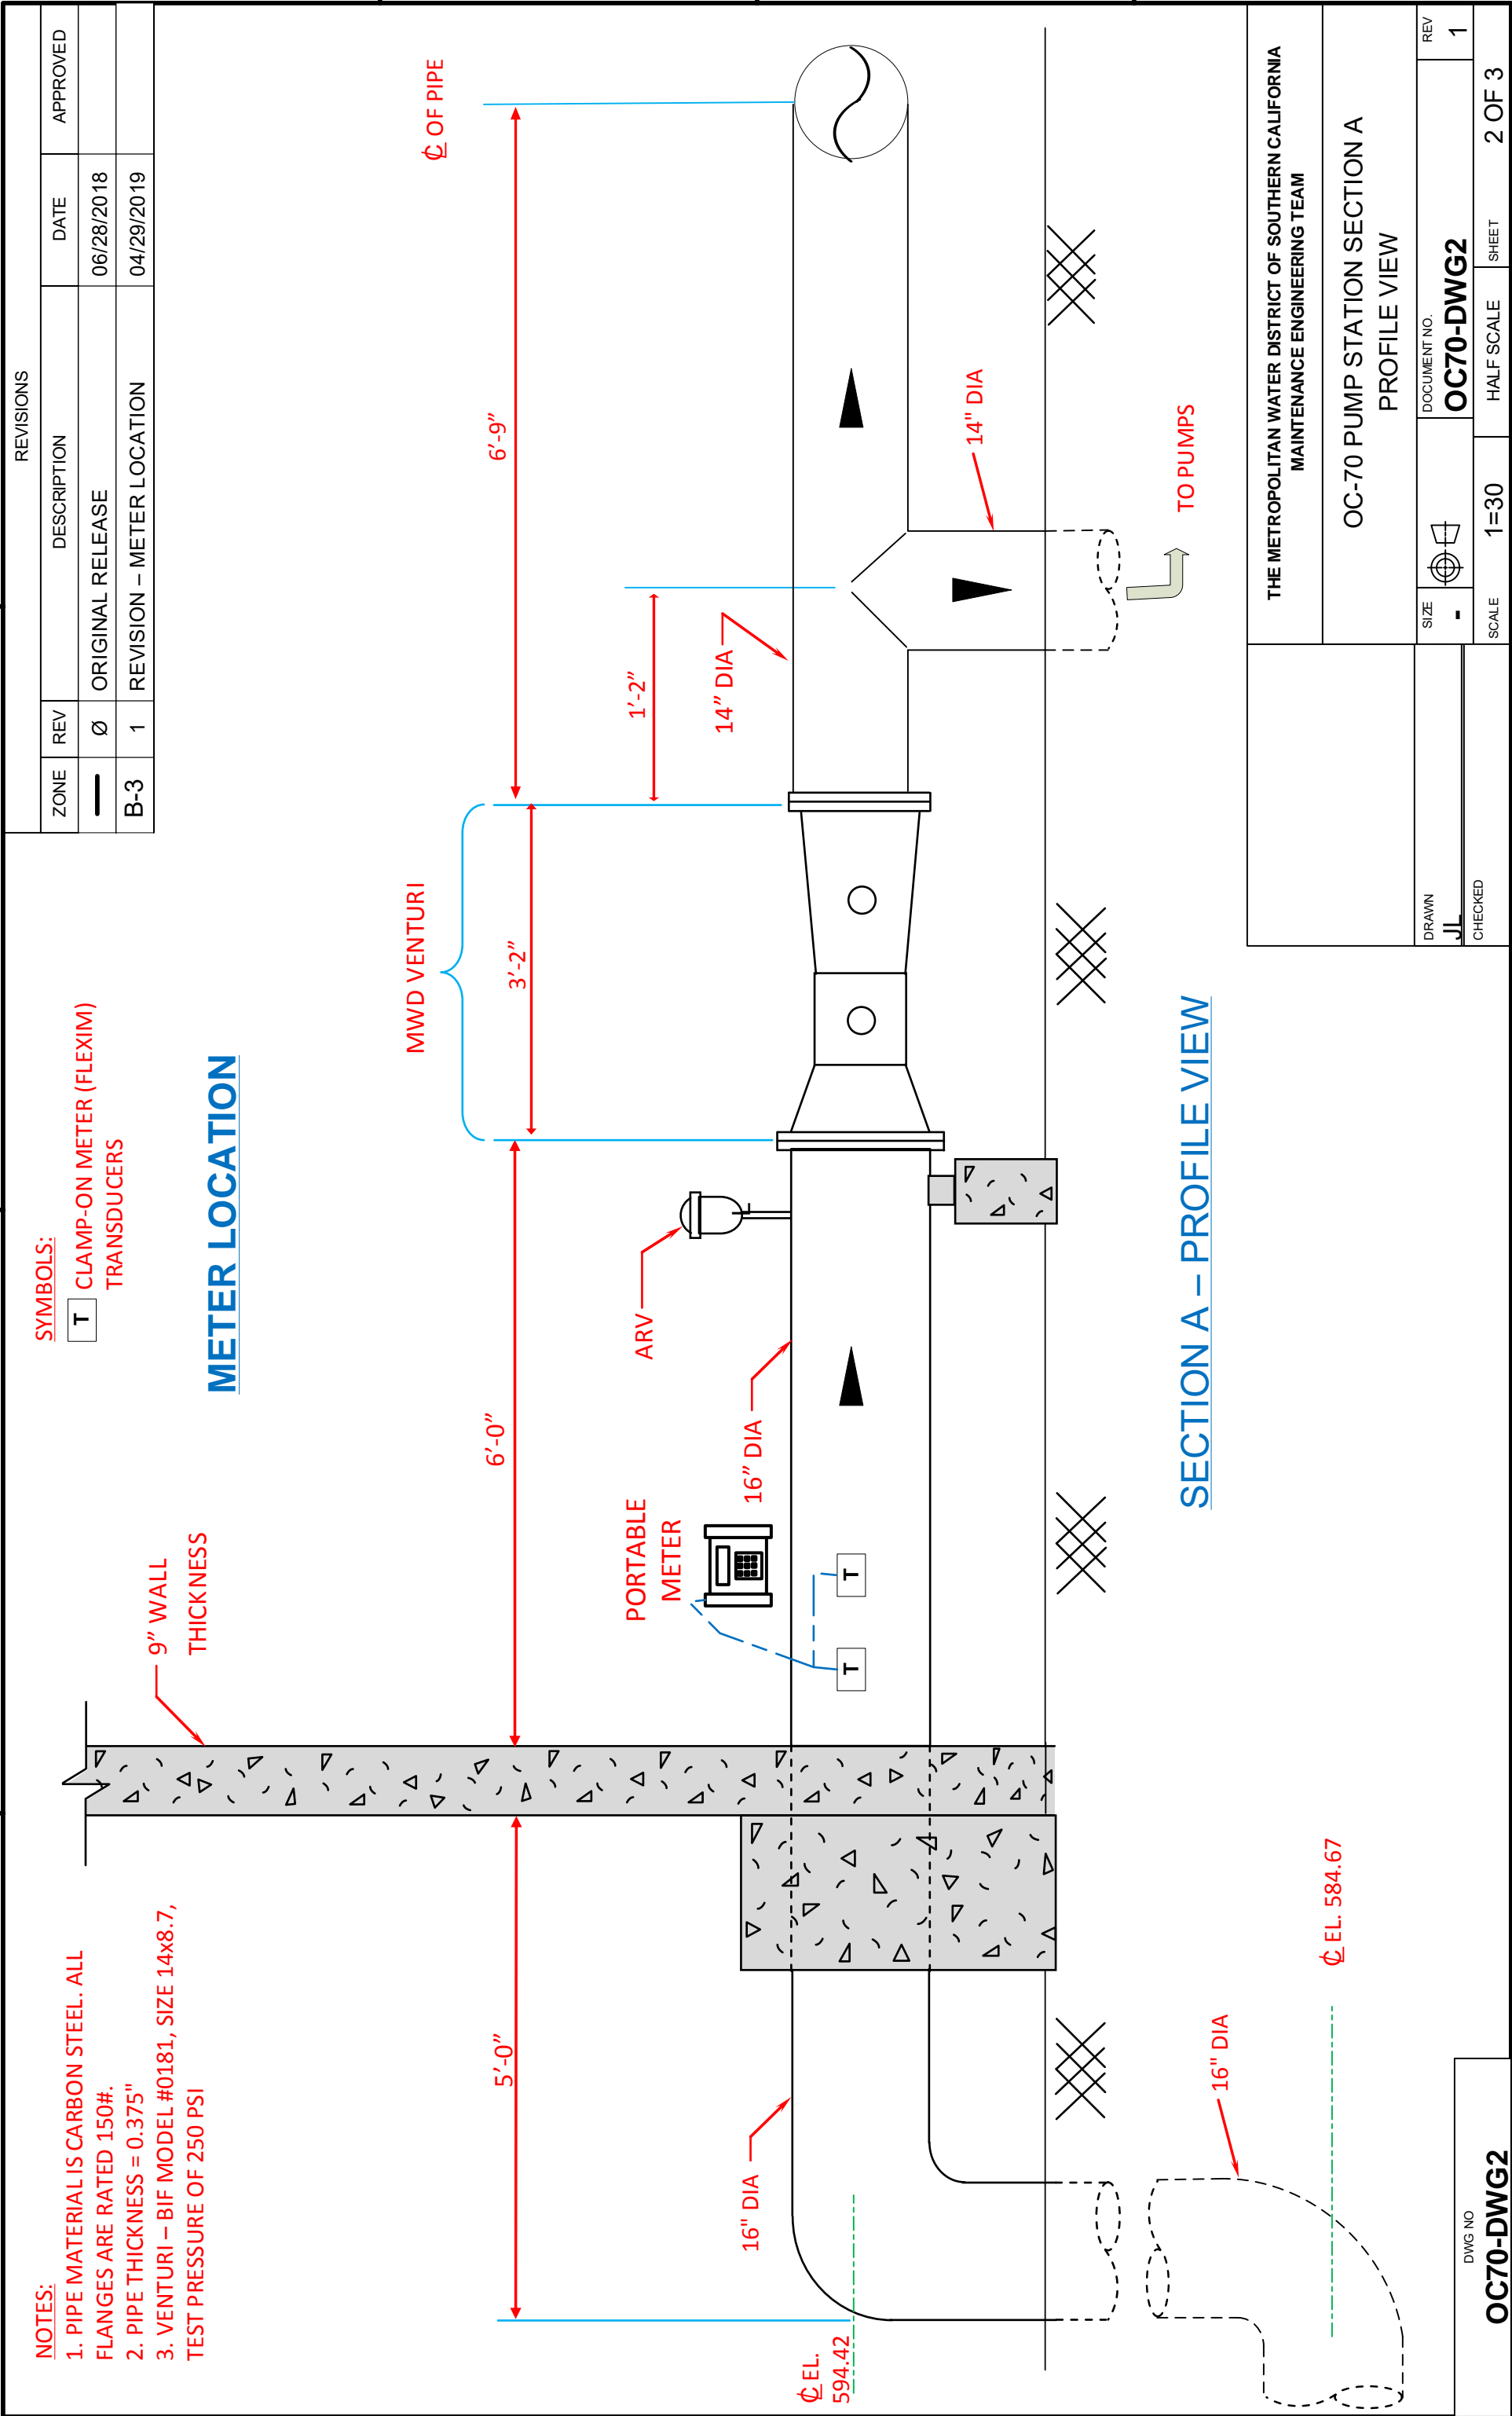 NOTES:
1. PIPE MATERIAL IS CARBON STEEL. ALL
FLANGES ARE RATED 150#.
2. PIPE THICKNESS = 0.375"
3. VENTURI – BIF MODEL #0181, SIZE 14x8.7,
TEST PRESSURE OF 250 PSI
SYMBOLS:
T CLAMP-ON METER (FLEXIM)
TRANSDUCERS
METER LOCATION
REVISIONS
ZONE REV DESCRIPTION DATE APPROVED
— Ø ORIGINAL RELEASE 06/28/2018
B-3 1 REVISION – METER LOCATION 04/29/2019
9” WALL
THICKNESS
MWD VENTURI
℄ OF PIPE
5’-0”
6’-0”
3’-2”
6’-9”
1’-2”
PORTABLE
METER
ARV
16" DIA
16” DIA
14” DIA
T
T
℄ EL.
594.42
14" DIA
TO PUMPS
16" DIA
℄ EL. 584.67
SECTION A – PROFILE VIEW
THE METROPOLITAN WATER DISTRICT OF SOUTHERN CALIFORNIA
MAINTENANCE ENGINEERING TEAM
OC-70 PUMP STATION SECTION A
PROFILE VIEW
DRAWN
JL
CHECKED
SIZE
-
DOCUMENT NO.
OC70-DWG2
REV
1
SCALE 1=30 HALF SCALE SHEET 2 OF 3
DWG NO
OC70-DWG2